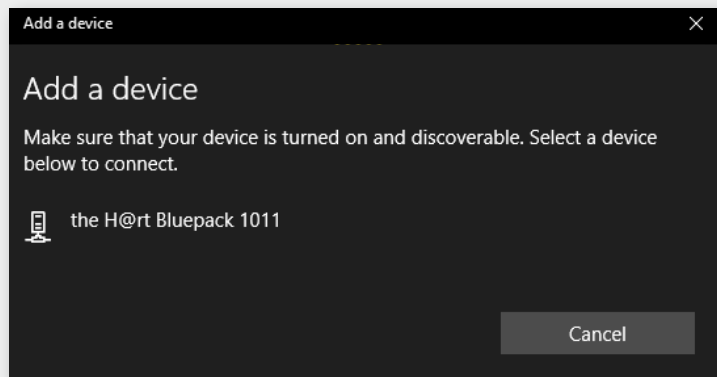 Add a device
Add a device
Make sure that your device is turned on and discoverable. Select a device
below to connect.
the H@rt Bluepack 1011
Cancel